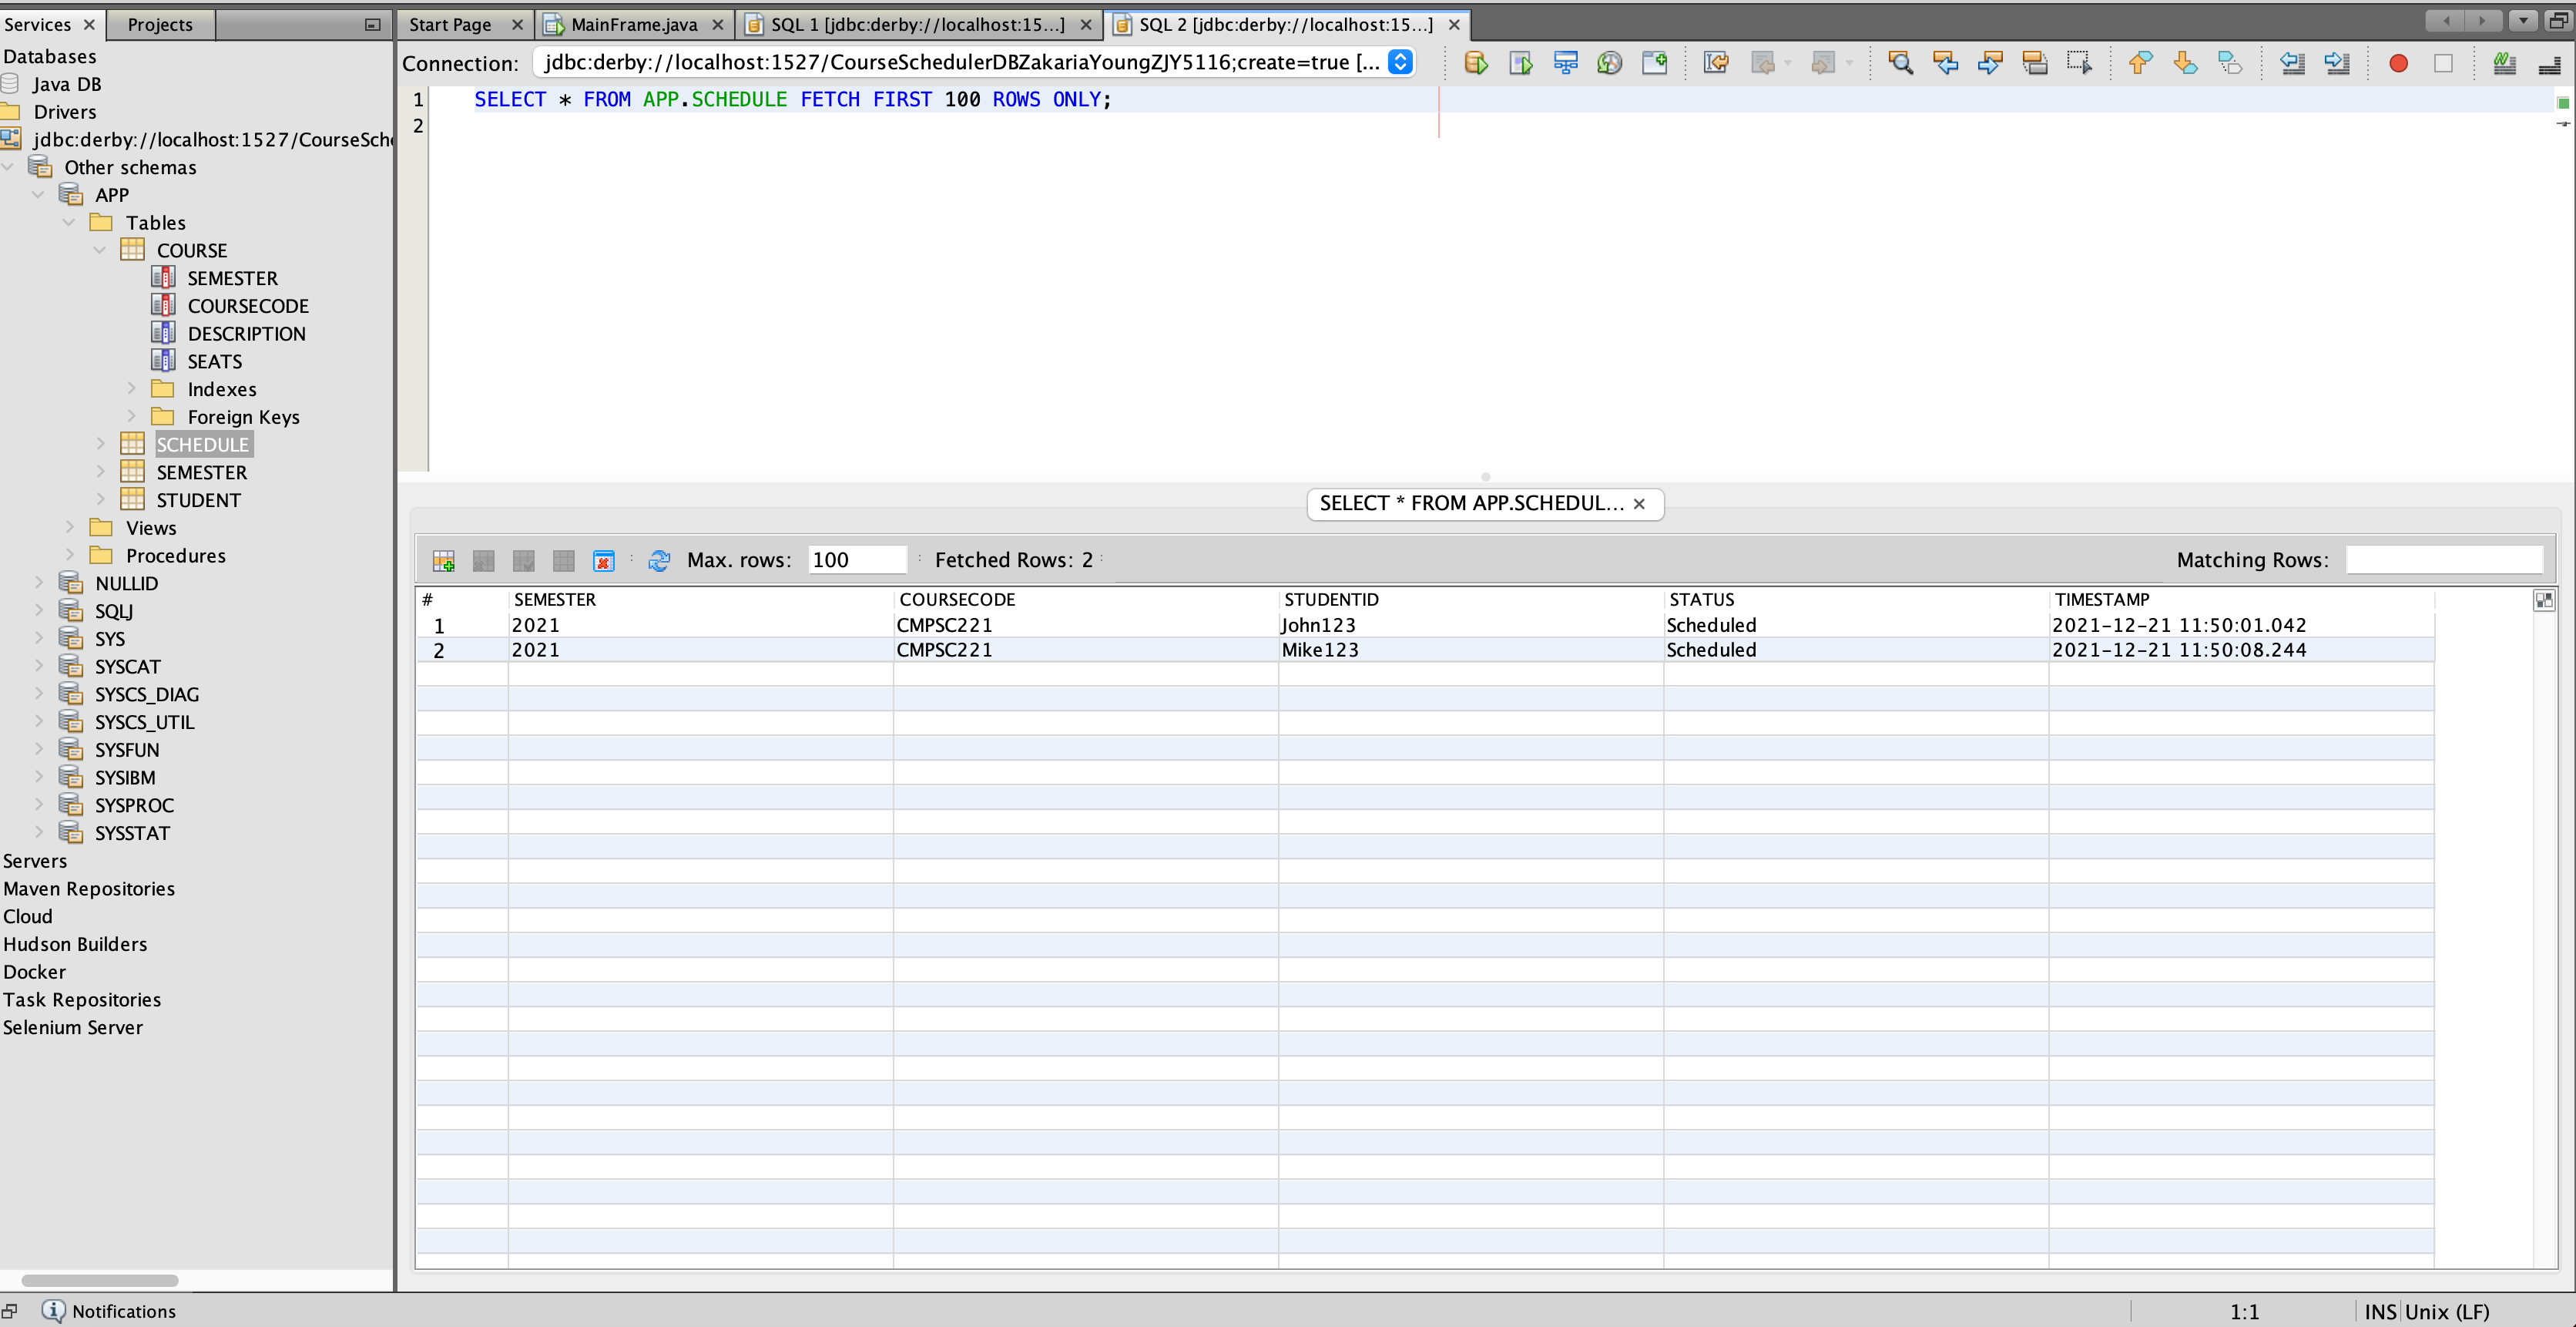 Services
Projects
Start Page
MainFrame.java
SQL 1 [jdbc:derby://localhost:15...]
SQL 2 [jdbc:derby://localhost:15...]
Databases
Java DB
Drivers
jdbc:derby://localhost:1527/CourseSch
Other schemas
APP
Tables
COURSE
SEMESTER
COURSECODE
DESCRIPTION
SEATS
Indexes
Foreign Keys
SCHEDULE
SEMESTER
STUDENT
Views
Procedures
NULLID
SQLJ
SYS
SYSCAT
SYSCS_DIAG
SYSCS_UTIL
SYSFUN
SYSIBM
SYSPROC
SYSSTAT
Servers
Maven Repositories
Cloud
Hudson Builders
Docker
Task Repositories
Selenium Server
Connection: jdbc:derby://localhost:1527/CourseSchedulerDBZakariaYoungZJY5116;create=true [...
1 SELECT * FROM APP.SCHEDULE FETCH FIRST 100 ROWS ONLY;
2
SELECT * FROM APP.SCHEDUL...
Max. rows: 100 Fetched Rows: 2 Matching Rows:
# SEMESTER COURSECODE STUDENTID STATUS TIMESTAMP
1 2021 CMPSC221 John123 Scheduled 2021-12-21 11:50:01.042
2 2021 CMPSC221 Mike123 Scheduled 2021-12-21 11:50:08.244
Notifications
1:1
INS Unix (LF)